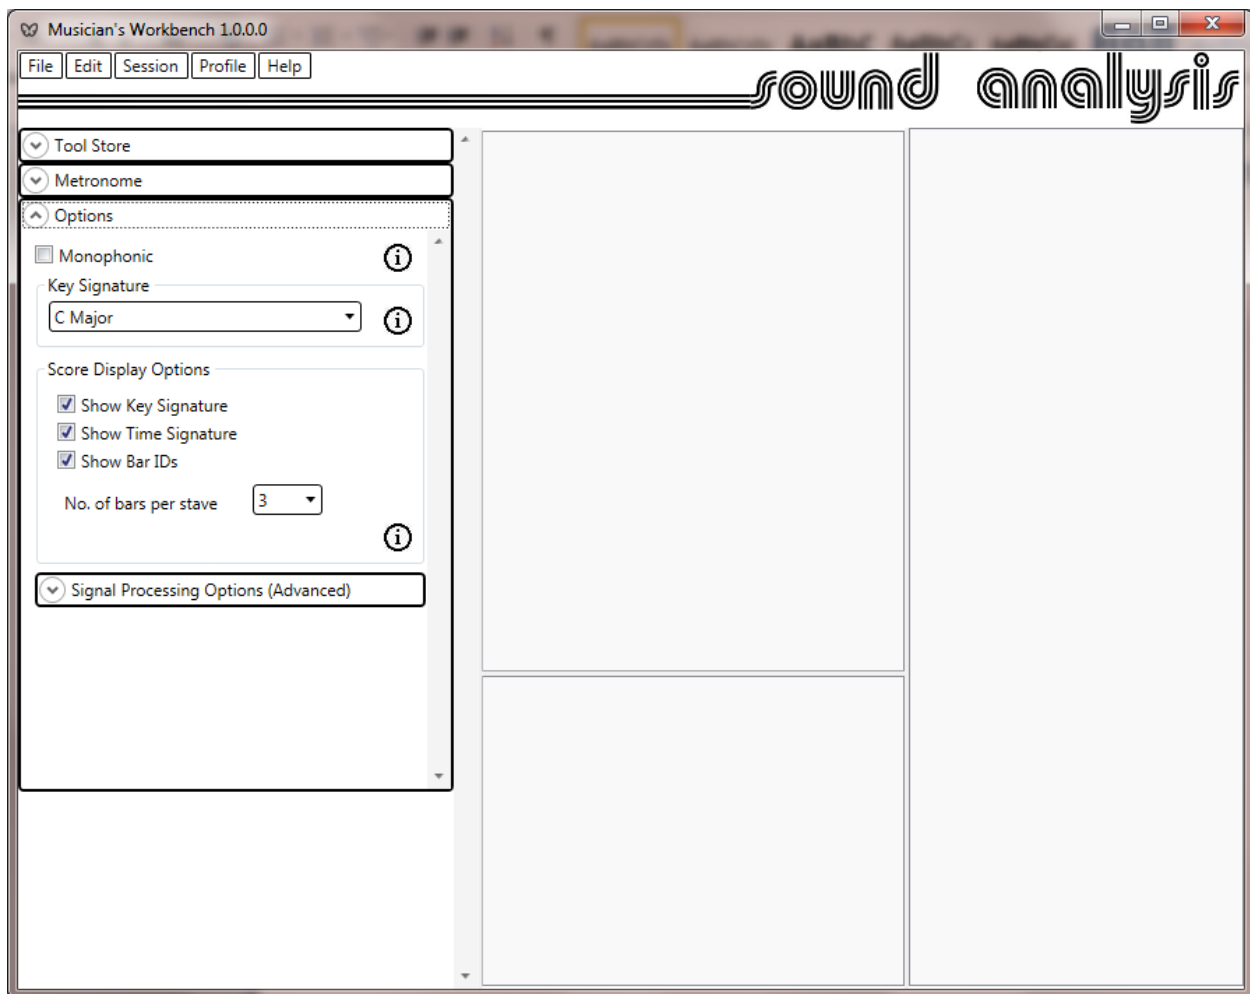 Musician's Workbench 1.0.0.0
File Edit Session Profile Help
sound analysis
Tool Store
Metronome
Options
Monophonic
Key Signature
C Major
Score Display Options
Show Key Signature
Show Time Signature
Show Bar IDs
No. of bars per stave 3
Signal Processing Options (Advanced)